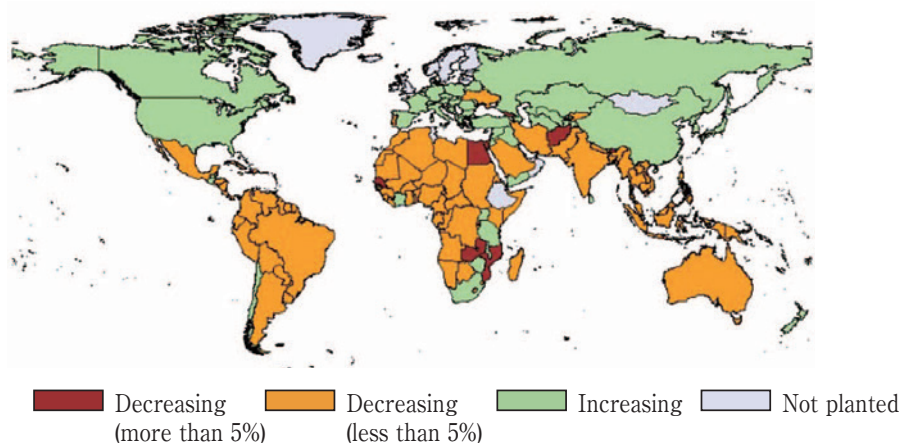 Decreasing Decreasing Increasing Not planted
(more than 5%) (less than 5%)